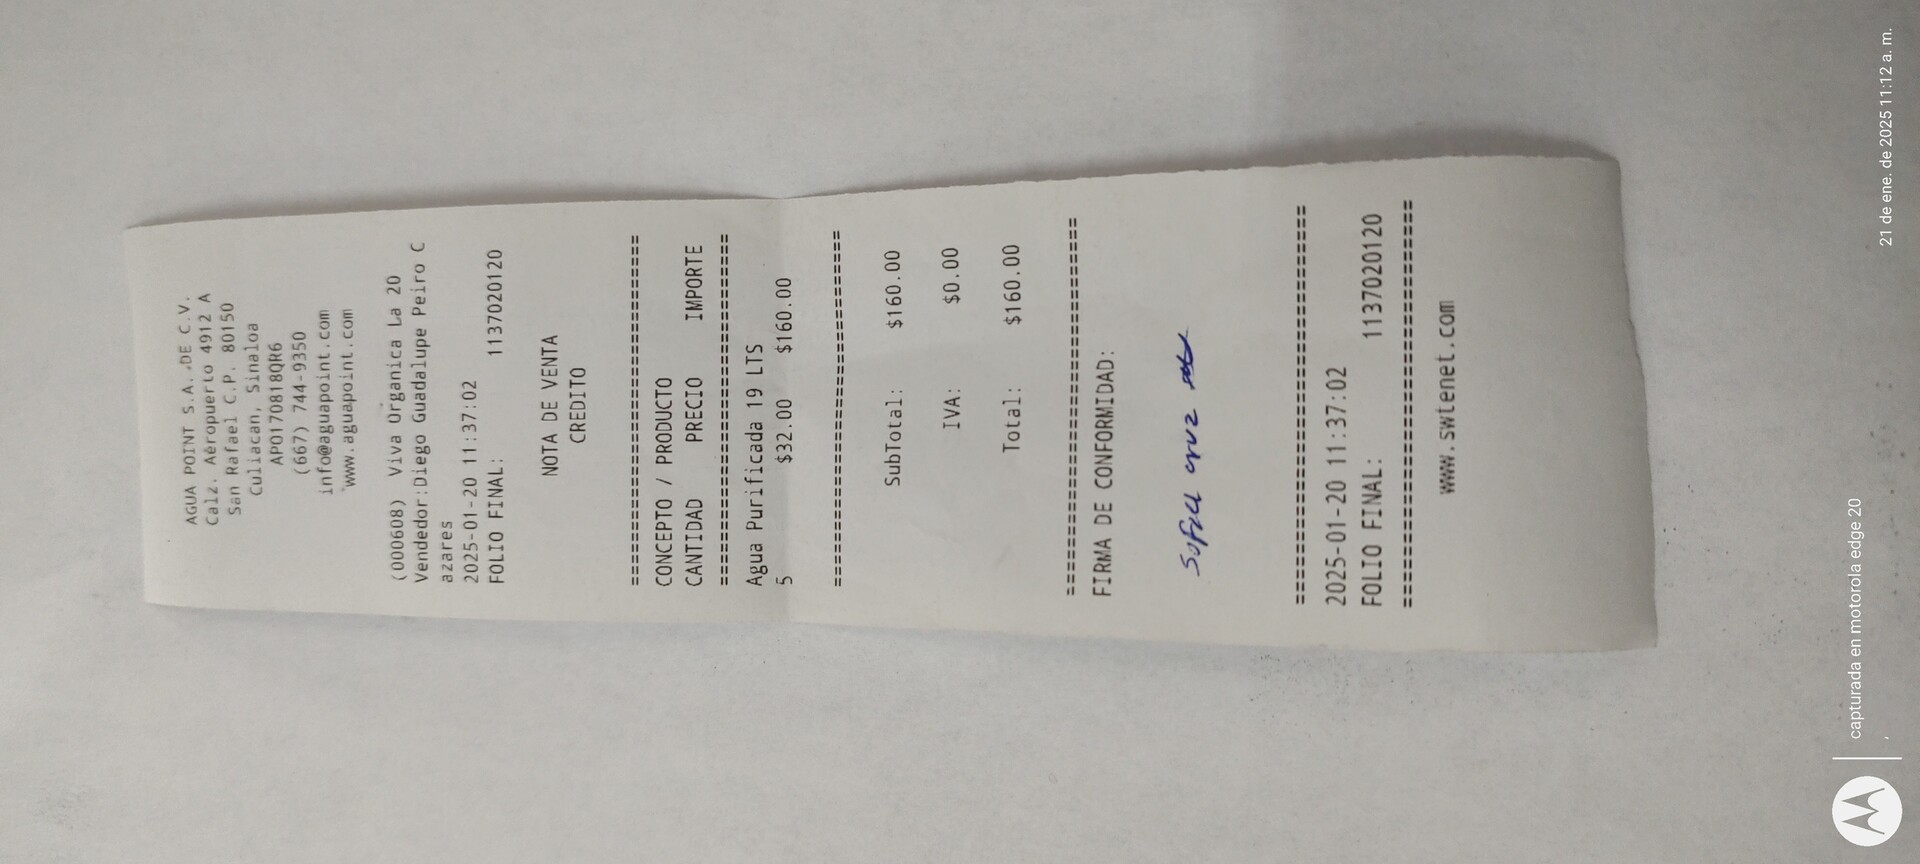 AGUA POINT S.A. DE C.V.
Calz. Aeropuerto 4912 A
San Rafael C.P. 80150
Culiacan, Sinaloa
APO170818QR6
(667) 744-9350
info@aguapoint.com
www.aguapoint.com
(000608) Viva Organica La 20
Vendedor:Diego Guadalupe Peiro C
azares
2025-01-20 11:37:02
FOLIO FINAL: 1137020120
NOTA DE VENTA
CREDITO
================================
CONCEPTO / PRODUCTO
CANTIDAD PRECIO IMPORTE
================================
Agua Purificada 19 LTS
5 $32.00 $160.00
================================
SubTotal: $160.00
IVA: $0.00
Total: $160.00
================================
FIRMA DE CONFORMIDAD:
cruz
================================
2025-01-20 11:37:02
FOLIO FINAL: 1137020120
================================
www.swtenet.com
capturada en motorola edge 20
21 de ene. de 2025 11:12 a. m.